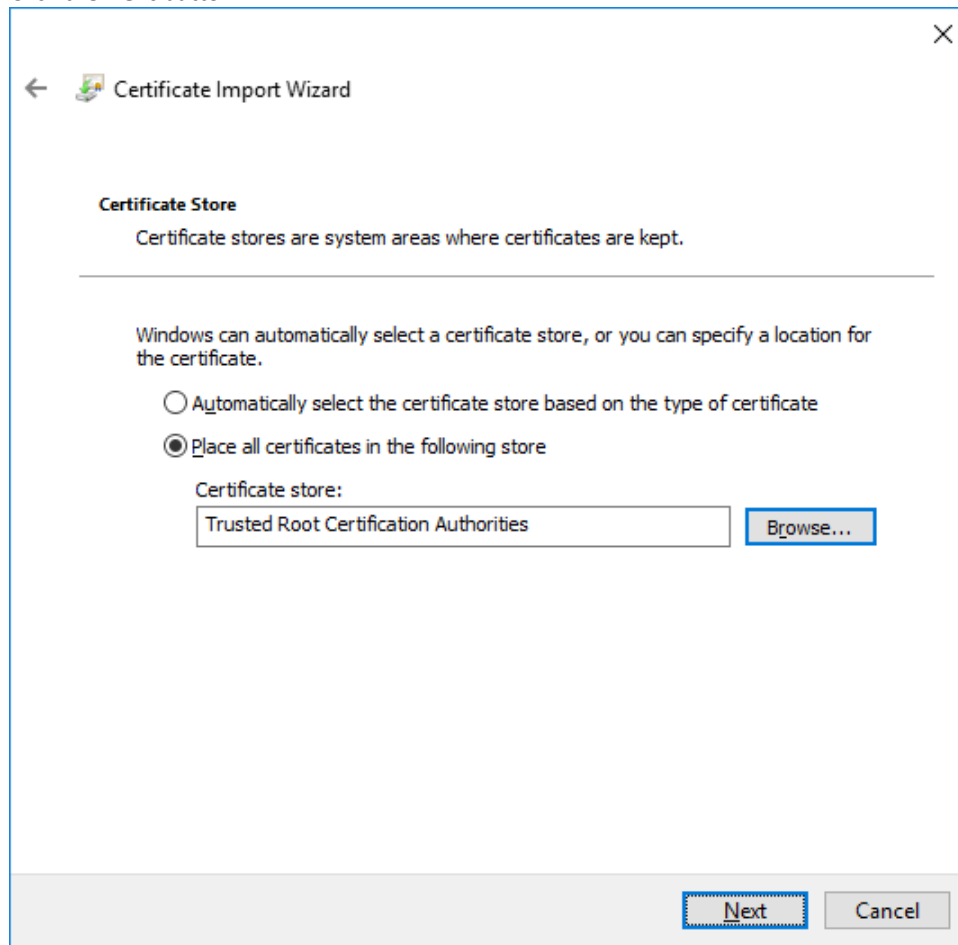 Certificate Import Wizard
Certificate Store
Certificate stores are system areas where certificates are kept.
Windows can automatically select a certificate store, or you can specify a location for
the certificate.
Automatically select the certificate store based on the type of certificate
Place all certificates in the following store
Certificate store:
Trusted Root Certification Authorities
Browse...
Next
Cancel